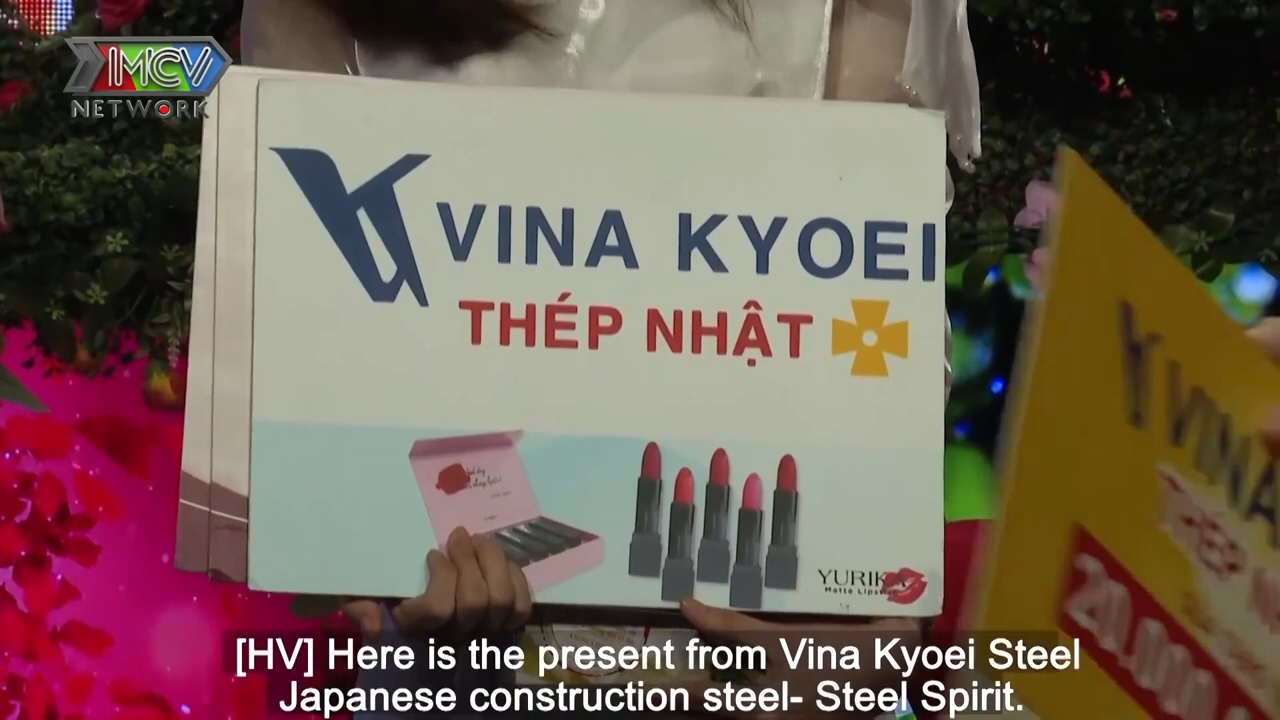 MCV
NETWORK
VINA KYOEI
THÉP NHẬT
YURIKA
Matte Lipstick
VINA
[HV] Here is the present from Vina Kyoei Steel
Japanese construction steel- Steel Spirit.